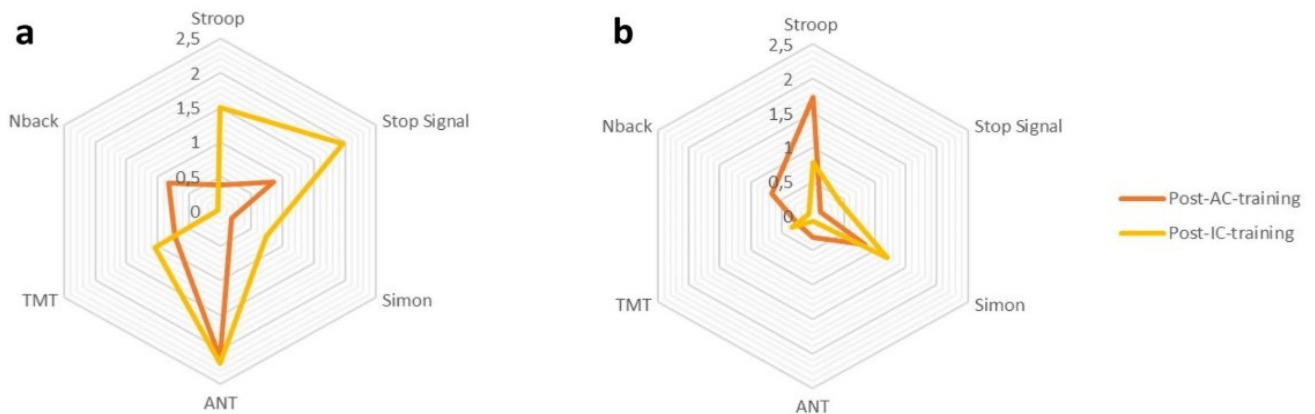 a
Stroop
2,5
2
1,5
1
0,5
0
Nback
Stop Signal
TMT
Simon
ANT
b
Stroop
2,5
2
1,5
1
0,5
0
Nback
Stop Signal
TMT
Simon
ANT
Post-AC-training
Post-IC-training